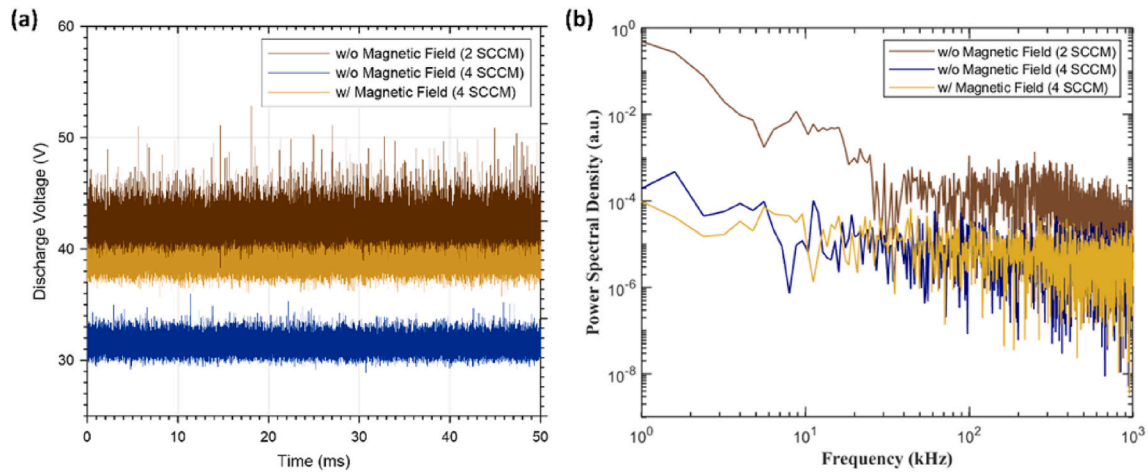 (a)
60
50
40
30
Discharge Voltage (V)
0 10 20 30 40 50
Time (ms)
w/o Magnetic Field (2 SCCM)
w/o Magnetic Field (4 SCCM)
w/ Magnetic Field (4 SCCM)
(b)
10^0
10^-2
10^-4
10^-6
10^-8
Power Spectral Density (a.u.)
10^0 10^1 10^2 10^3
Frequency (kHz)
w/o Magnetic Field (2 SCCM)
w/o Magnetic Field (4 SCCM)
w/ Magnetic Field (4 SCCM)